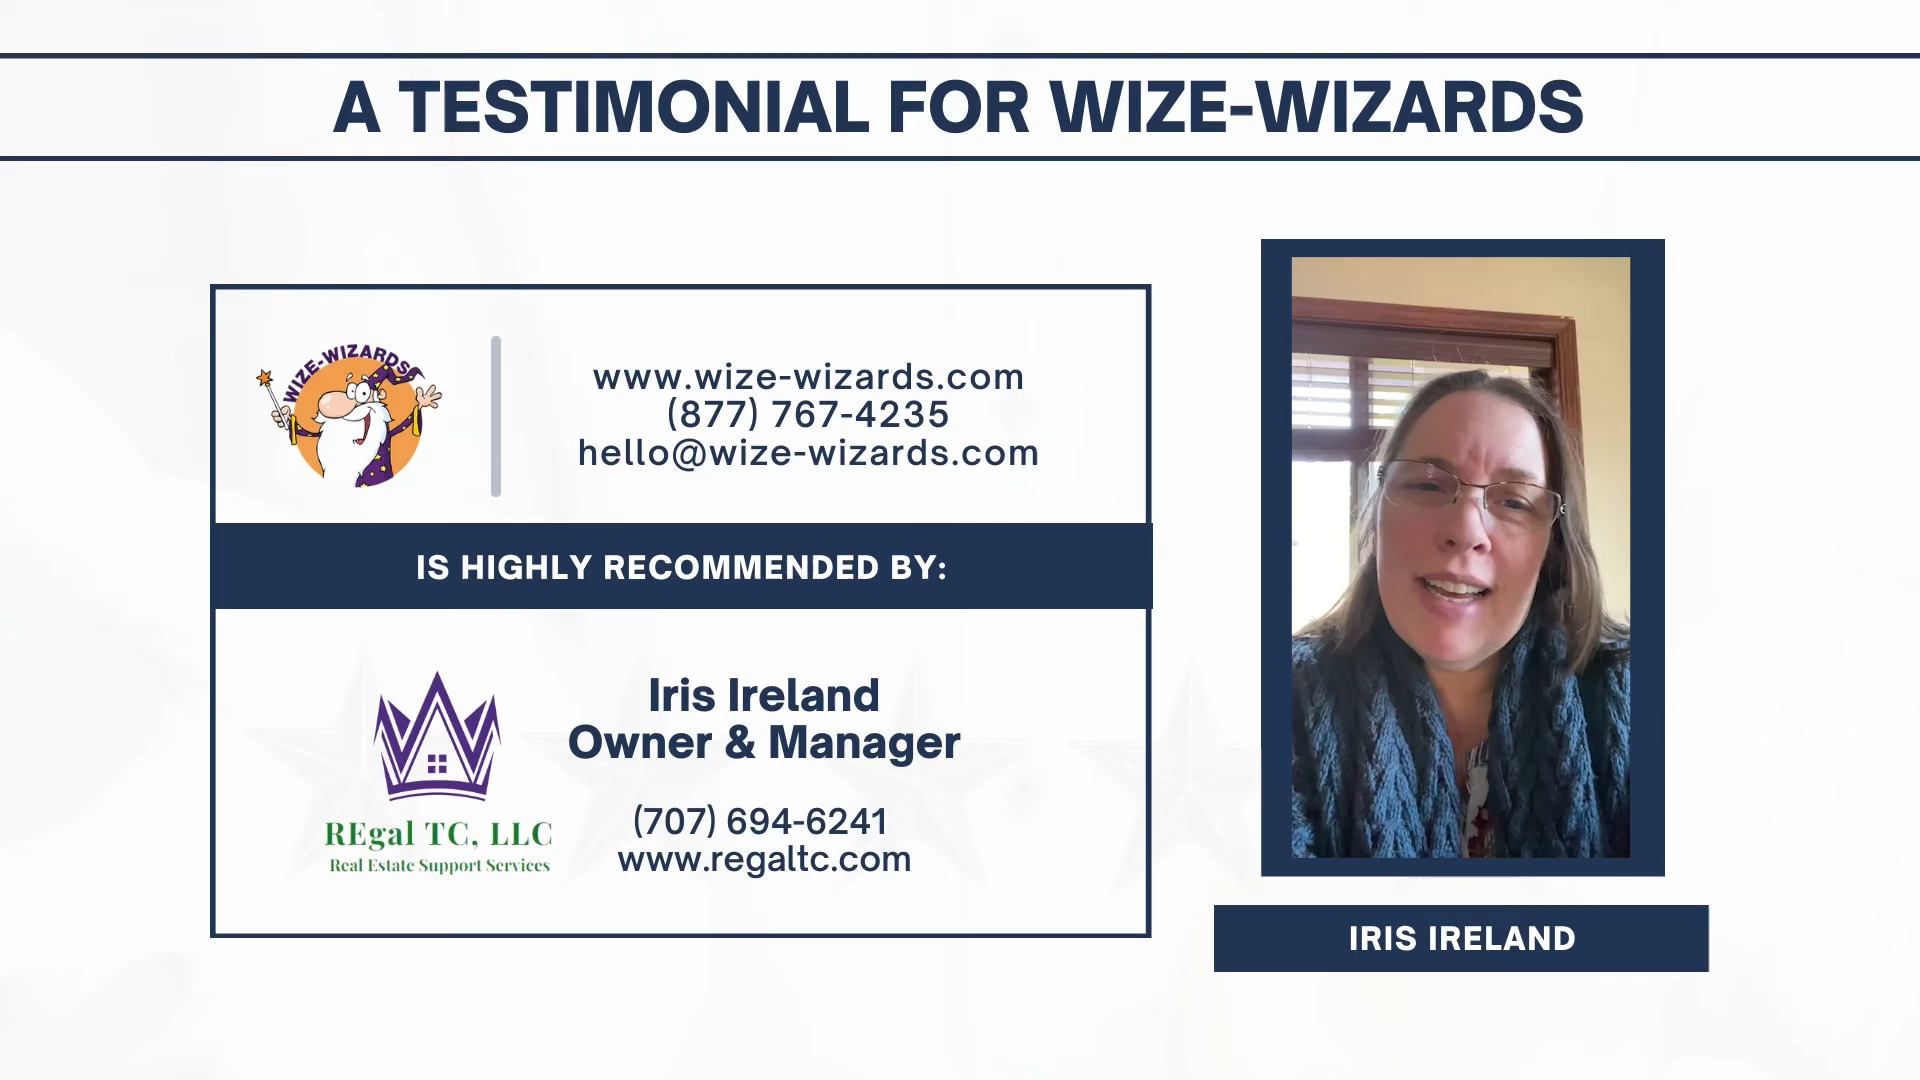 A TESTIMONIAL FOR WIZE-WIZARDS
WIZE-WIZARDS
www.wize-wizards.com
(877) 767-4235
hello@wize-wizards.com
IS HIGHLY RECOMMENDED BY:
Iris Ireland
Owner & Manager
REgal TC, LLC
Real Estate Support Services
(707) 694-6241
www.regaltc.com
IRIS IRELAND